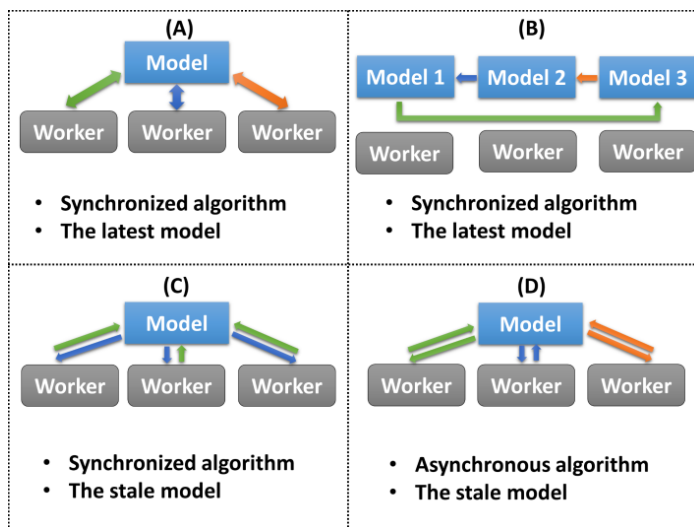 (A)
Model
Worker Worker Worker
• Synchronized algorithm
• The latest model
(B)
Model 1 Model 2 Model 3
Worker Worker Worker
• Synchronized algorithm
• The latest model
(C)
Model
Worker Worker Worker
• Synchronized algorithm
• The stale model
(D)
Model
Worker Worker Worker
• Asynchronous algorithm
• The stale model